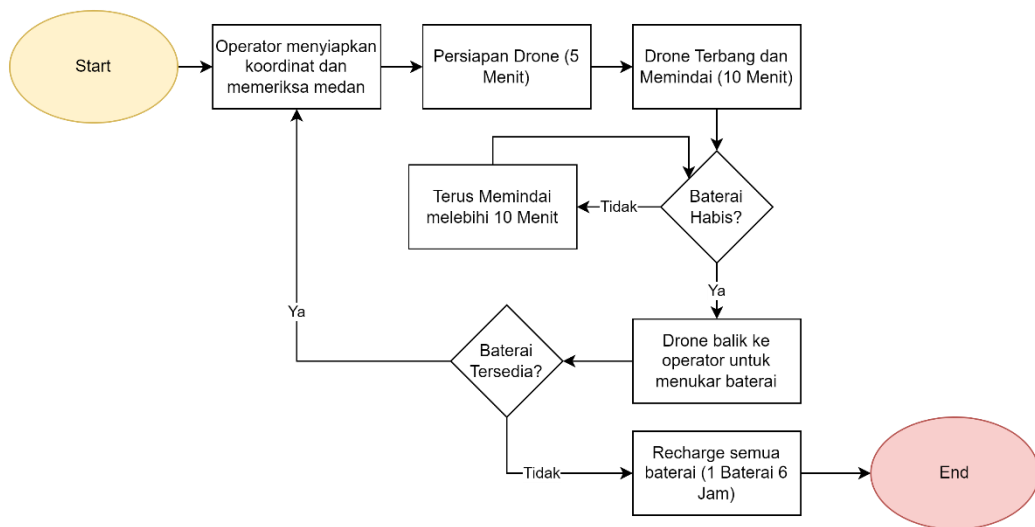 Start
Operator menyiapkan
koordinat dan
memeriksa medan
Persiapan Drone (5
Menit)
Drone Terbang dan
Memindai (10 Menit)
Baterai
Habis?
Tidak
Terus Memindai
melebihi 10 Menit
Ya
Drone balik ke
operator untuk
menukar baterai
Baterai
Tersedia?
Ya
Tidak
Recharge semua
baterai (1 Baterai 6
Jam)
End